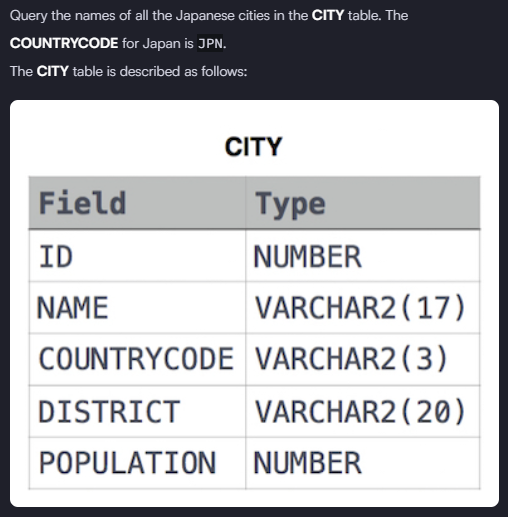 Query the names of all the Japanese cities in the CITY table. The
COUNTRYCODE for Japan is JPN.
The CITY table is described as follows:
CITY
Field Type
ID NUMBER
NAME VARCHAR2(17)
COUNTRYCODE VARCHAR2(3)
DISTRICT VARCHAR2(20)
POPULATION NUMBER